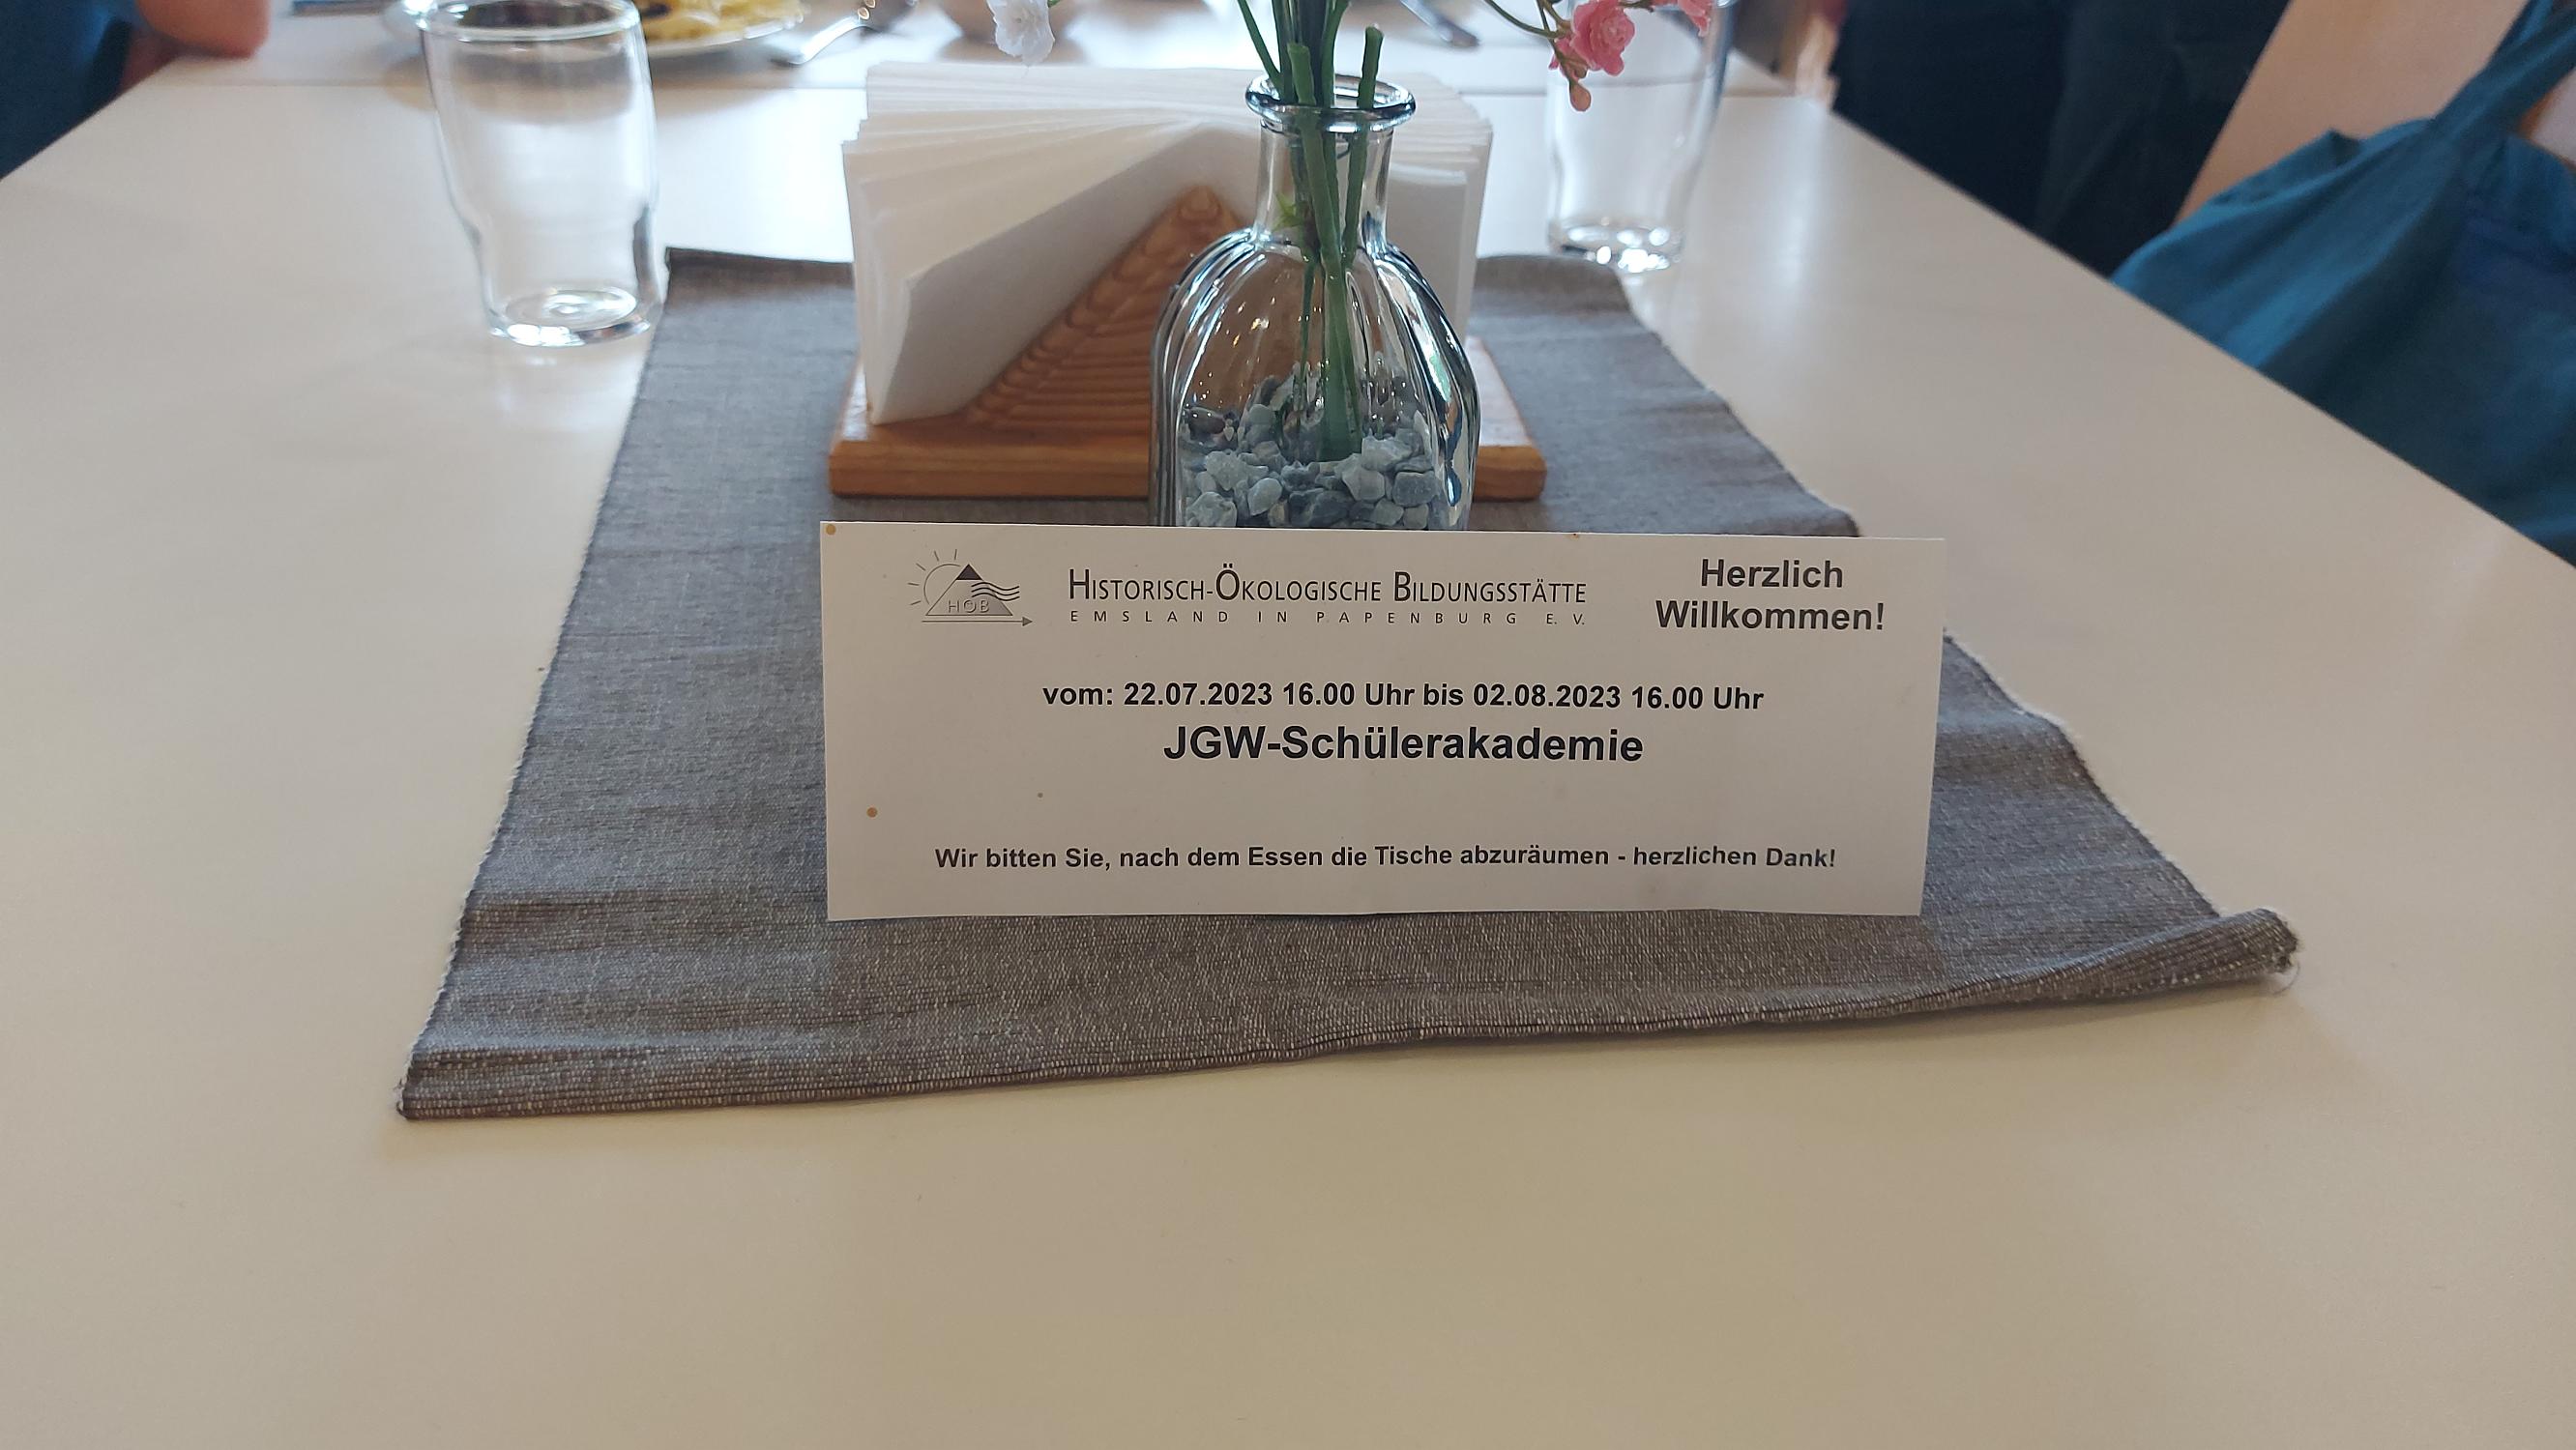 HÖB
HISTORISCH-ÖKOLOGISCHE BILDUNGSSTÄTTE
EMSLAND IN PAPENBURG E. V.
Herzlich
Willkommen!
vom: 22.07.2023 16.00 Uhr bis 02.08.2023 16.00 Uhr
JGW-Schülerakademie
Wir bitten Sie, nach dem Essen die Tische abzuräumen - herzlichen Dank!